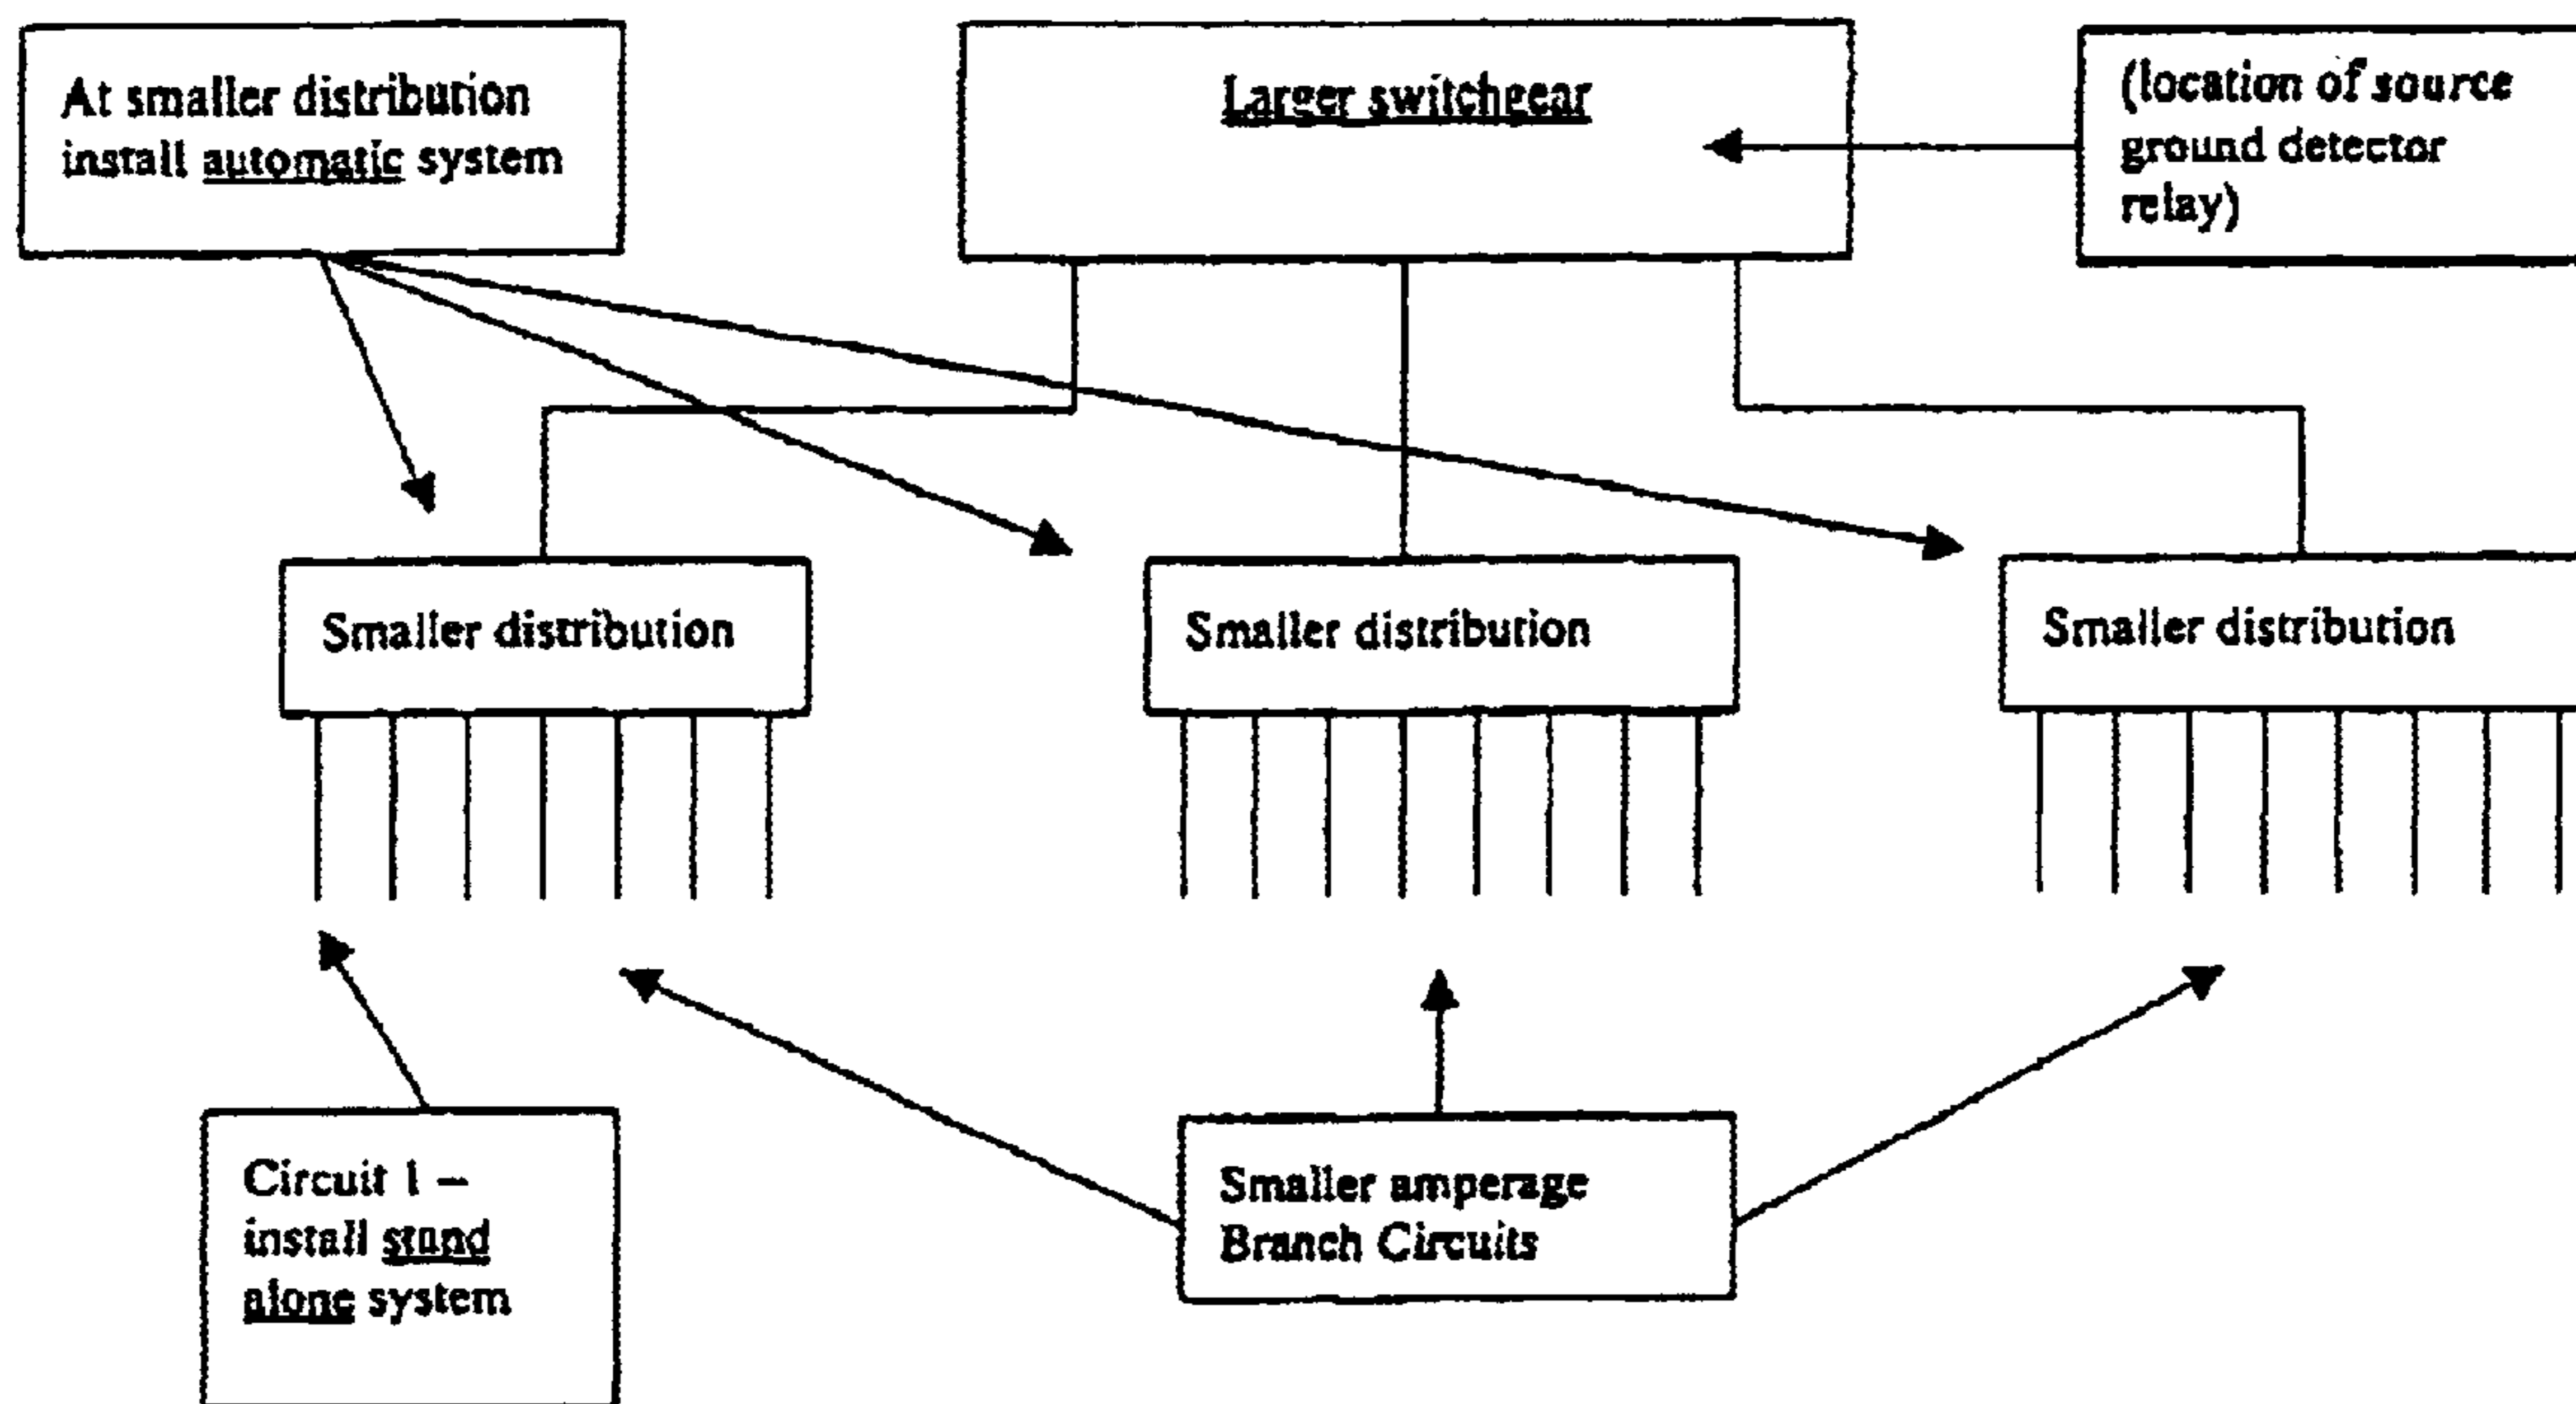 At smaller distribution
install automatic system
Larger switchgear
(location of source
ground detector
relay)
Smaller distribution
Smaller distribution
Smaller distribution
Circuit 1 –
install stand
alone system
Smaller amperage
Branch Circuits